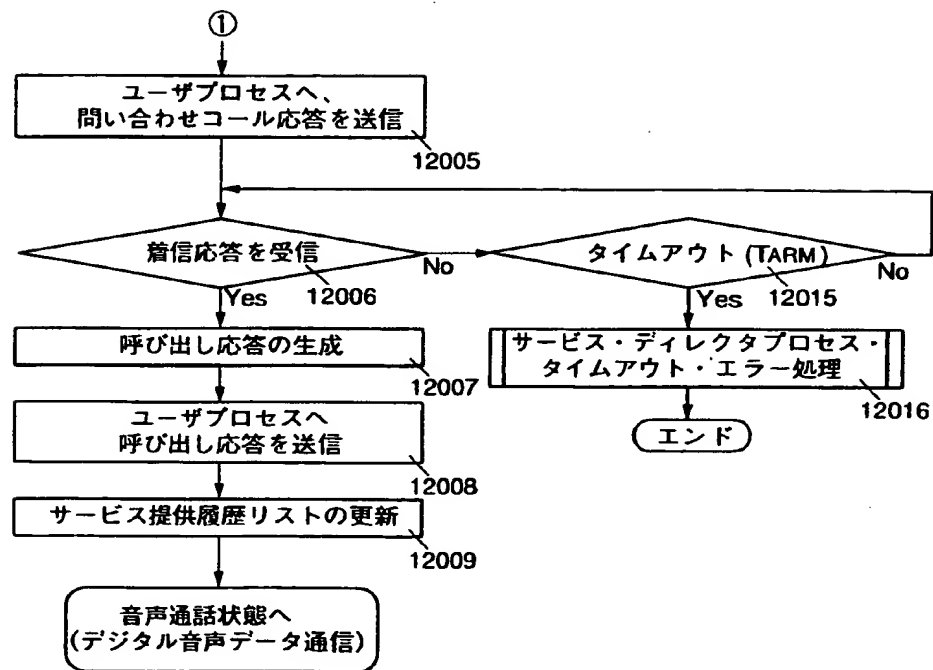 ①
ユーザプロセスへ、
問い合わせコール応答を送信
12005
着信応答を受信
No
12006
Yes
タイムアウト(TARM)
No
12015
Yes
呼び出し応答の生成
12007
サービス・ディレクタプロセス・
タイムアウト・エラー処理
12016
エンド
ユーザプロセスへ
呼び出し応答を送信
12008
サービス提供履歴リストの更新
12009
音声通話状態へ
(デジタル音声データ通信)